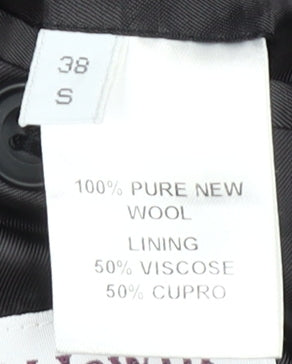 38
S
100% PURE NEW
WOOL
LINING
50% VISCOSE
50% CUPRO